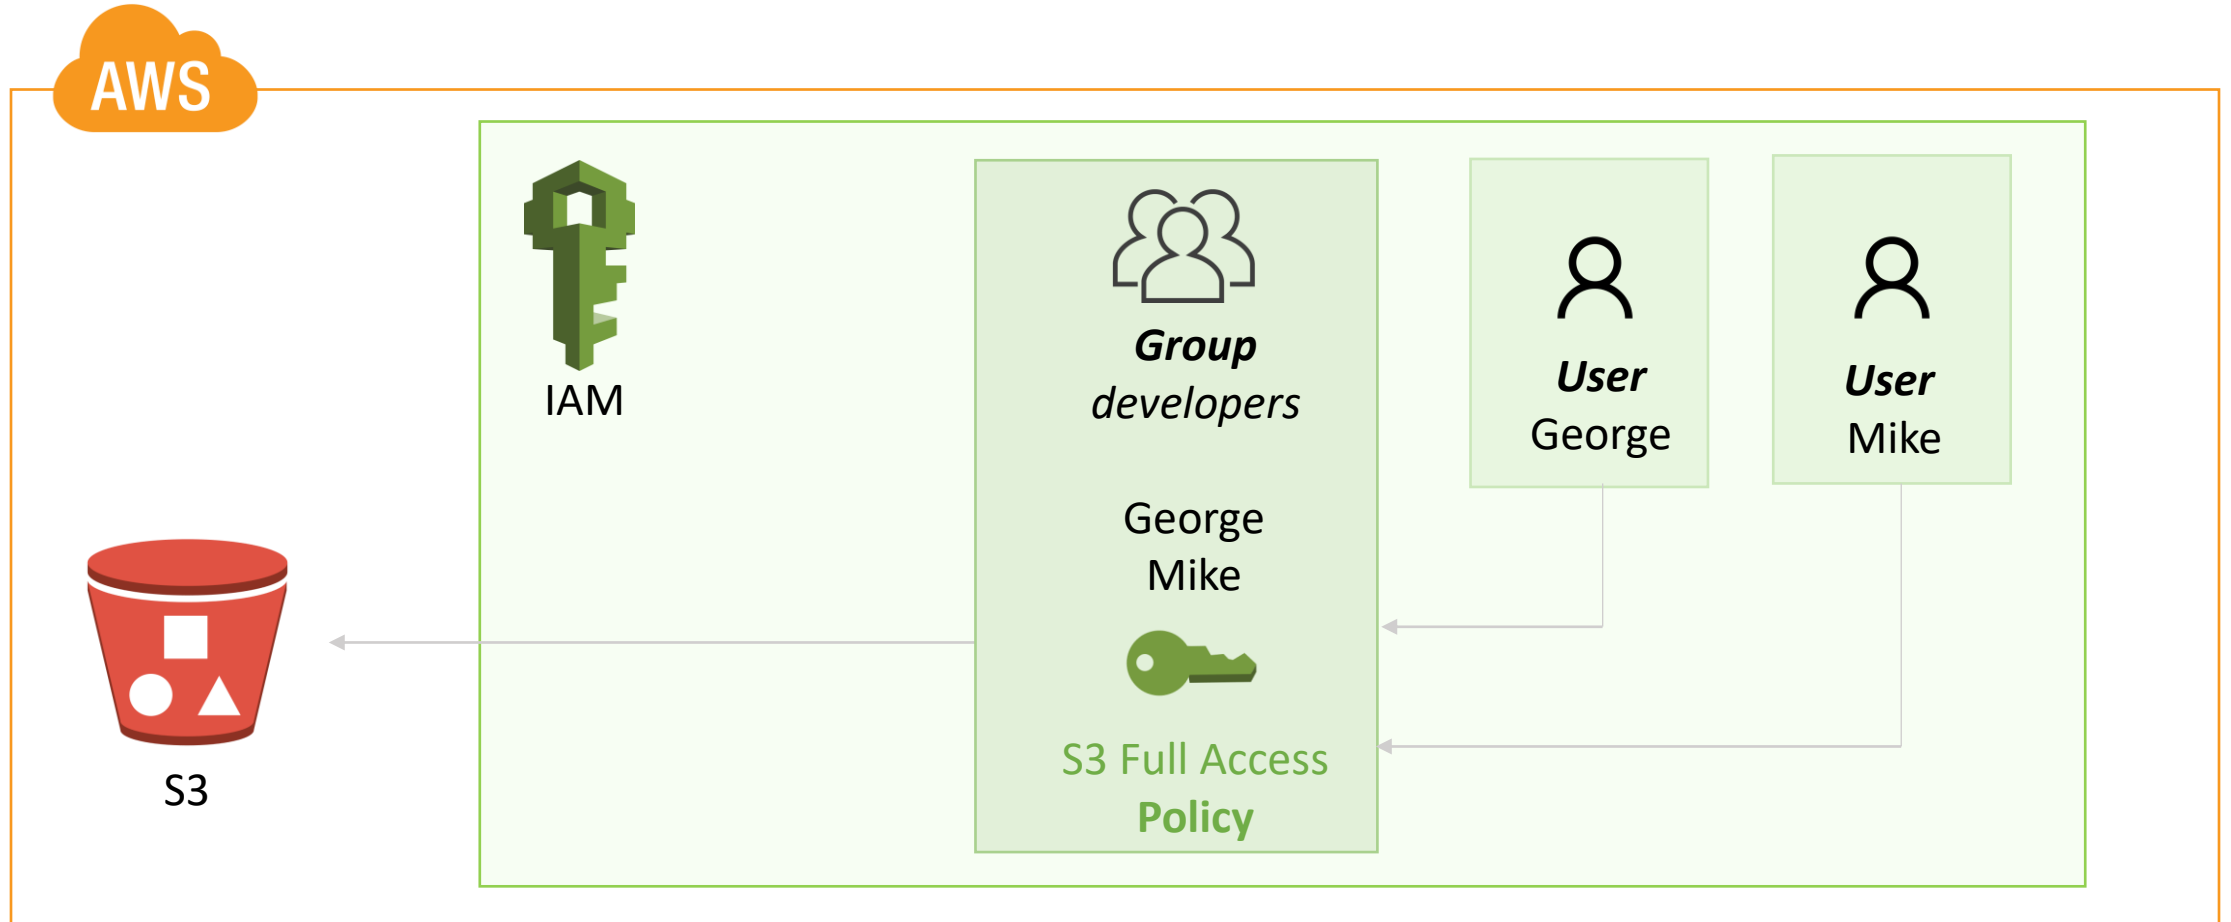 AWS
IAM
Group
developers
George
Mike
S3 Full Access
Policy
User
George
User
Mike
S3